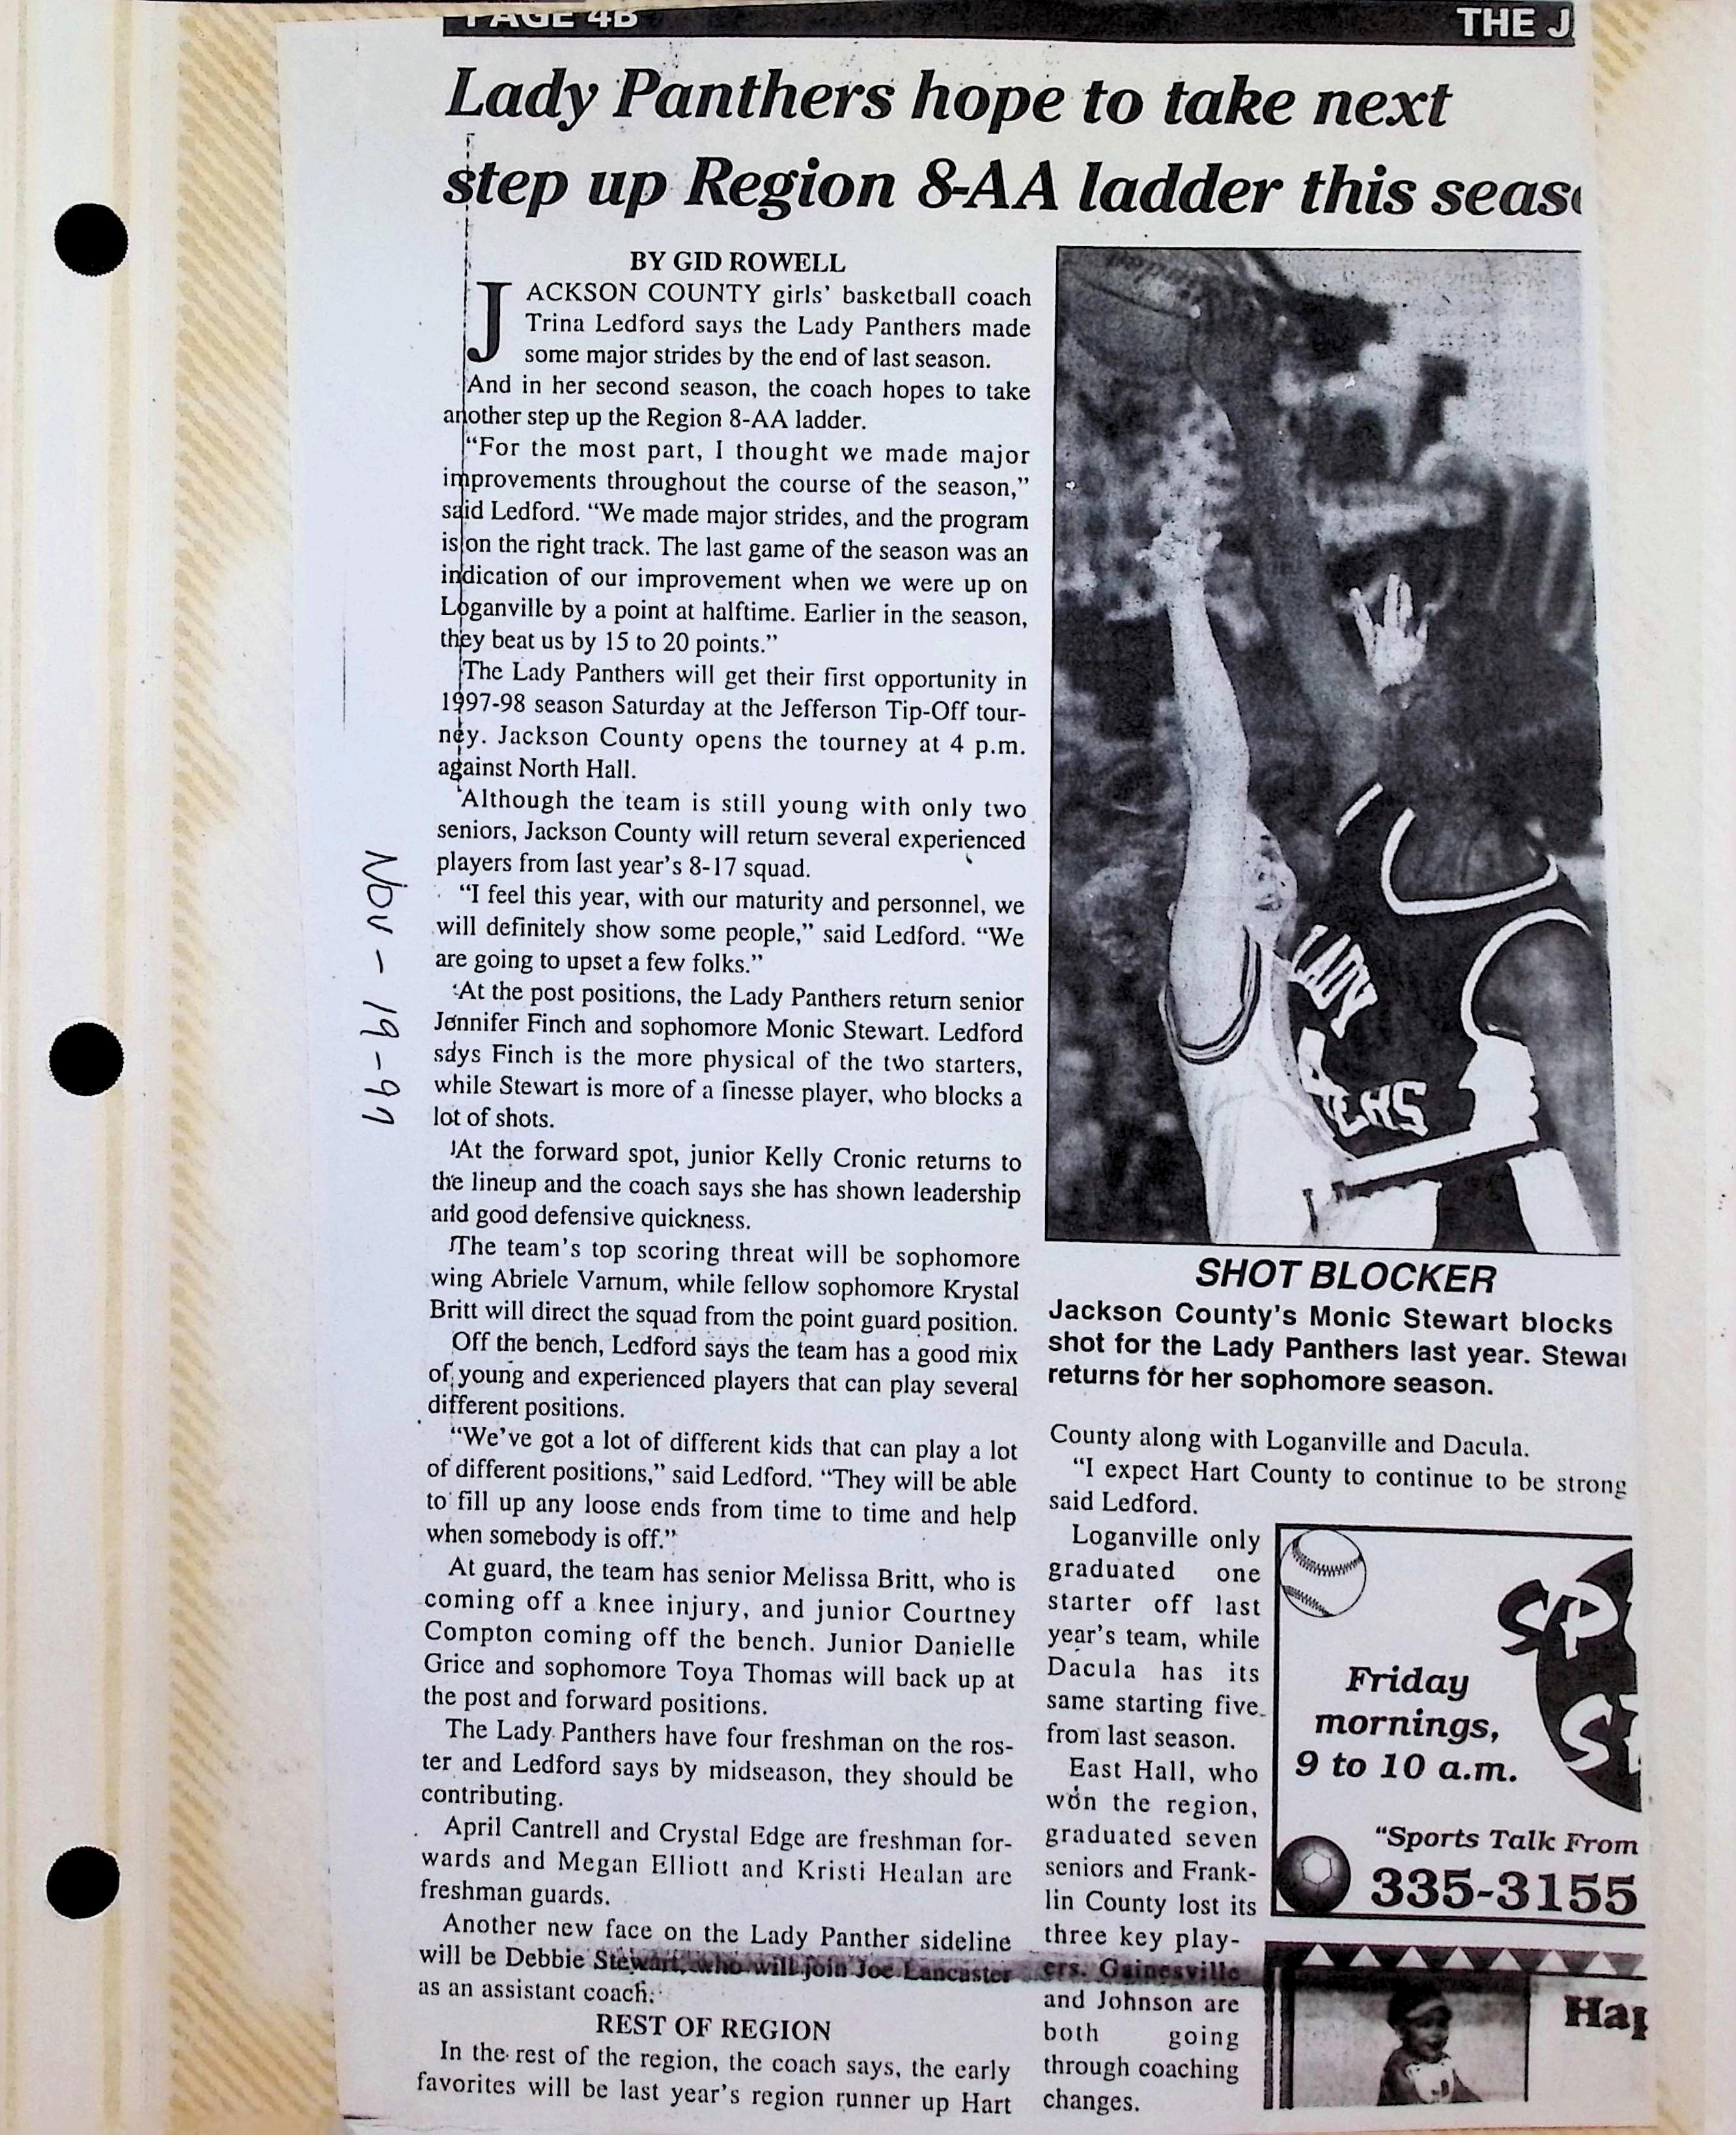 PAGE 4B
THE J
Lady Panthers hope to take next
step up Region 8-AA ladder this seas
BY GID ROWELL
JACKSON COUNTY girls' basketball coach
Trina Ledford says the Lady Panthers made
some major strides by the end of last season.
And in her second season, the coach hopes to take
another step up the Region 8-AA ladder.
"For the most part, I thought we made major
improvements throughout the course of the season,"
said Ledford. "We made major strides, and the program
is on the right track. The last game of the season was an
indication of our improvement when we were up on
Loganville by a point at halftime. Earlier in the season,
they beat us by 15 to 20 points."
The Lady Panthers will get their first opportunity in
1997-98 season Saturday at the Jefferson Tip-Off tour-
ney. Jackson County opens the tourney at 4 p.m.
against North Hall.
Although the team is still young with only two
seniors, Jackson County will return several experienced
players from last year's 8-17 squad.
"I feel this year, with our maturity and personnel, we
will definitely show some people," said Ledford. "We
are going to upset a few folks."
At the post positions, the Lady Panthers return senior
Jennifer Finch and sophomore Monic Stewart. Ledford
says Finch is the more physical of the two starters,
while Stewart is more of a finesse player, who blocks a
lot of shots.
At the forward spot, junior Kelly Cronic returns to
the lineup and the coach says she has shown leadership
and good defensive quickness.
The team's top scoring threat will be sophomore
wing Abriele Varnum, while fellow sophomore Krystal
Britt will direct the squad from the point guard position.
Off the bench, Ledford says the team has a good mix
of young and experienced players that can play several
different positions.
"We've got a lot of different kids that can play a lot
of different positions," said Ledford. "They will be able
to fill up any loose ends from time to time and help
when somebody is off."
At guard, the team has senior Melissa Britt, who is
coming off a knee injury, and junior Courtney
Compton coming off the bench. Junior Danielle
Grice and sophomore Toya Thomas will back up at
the post and forward positions.
The Lady Panthers have four freshman on the ros-
ter and Ledford says by midseason, they should be
contributing.
April Cantrell and Crystal Edge are freshman for-
wards and Megan Elliott and Kristi Healan are
freshman guards.
Another new face on the Lady Panther sideline
will be Debbie Stewart, who will join Joe Lancaster
as an assistant coach.
REST OF REGION
In the rest of the region, the coach says, the early
favorites will be last year's region runner up Hart
LADY
HERS
SHOT BLOCKER
Jackson County's Monic Stewart blocks
shot for the Lady Panthers last year. Stewar
returns for her sophomore season.
County along with Loganville and Dacula.
"I expect Hart County to continue to be strong
said Ledford.
Loganville only
graduated one
starter off last
year's team, while
Dacula has its
same starting five
from last season.
East Hall, who
won the region,
graduated seven
seniors and Frank-
lin County lost its
three key play-
ers. Gainesville
and Johnson are
both going
through coaching
changes.
SP
Friday
mornings,
9 to 10 a.m.
"Sports Talk From
335-3155
Hap
Nov - 19-97